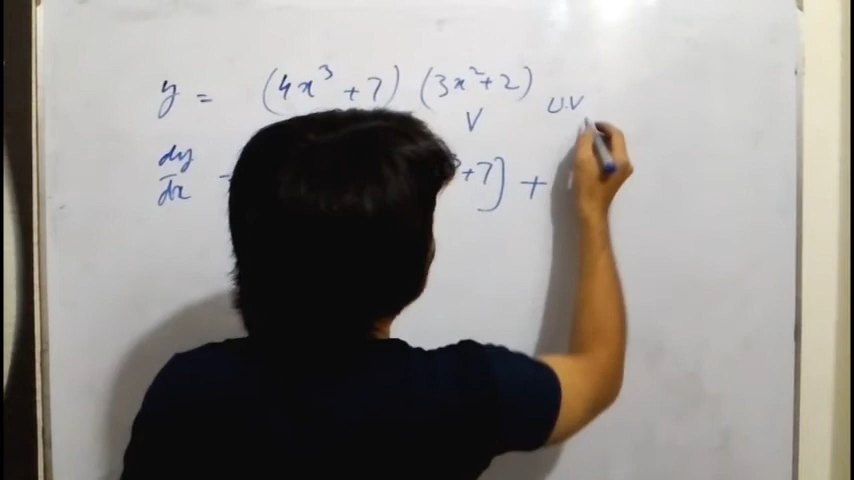 y = (4x³ + 7) (3x² + 2) U.V
V
dy/dx +7] +